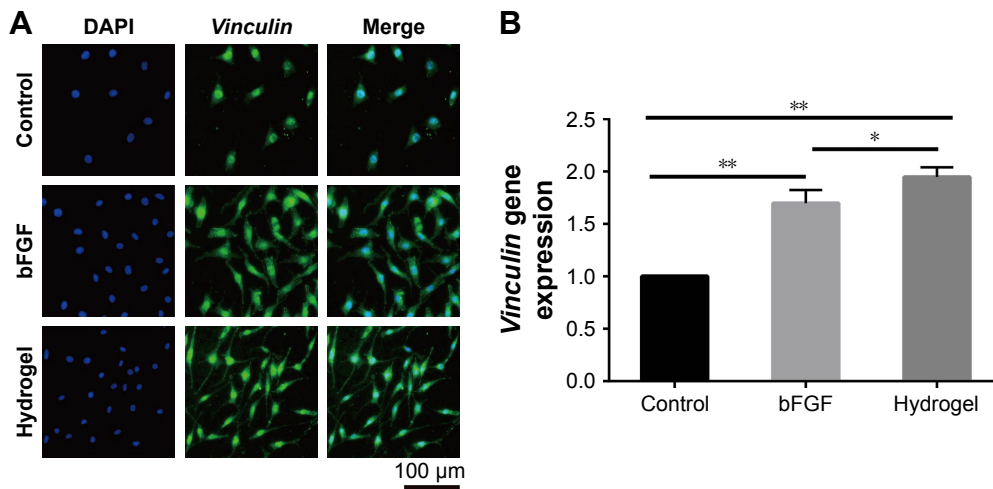 A
DAPI
Vinculin
Merge
Control
bFGF
Hydrogel
100 µm
B
Vinculin gene
expression
2.5
2.0
1.5
1.0
0.5
0.0
**
**
*
Control
bFGF
Hydrogel